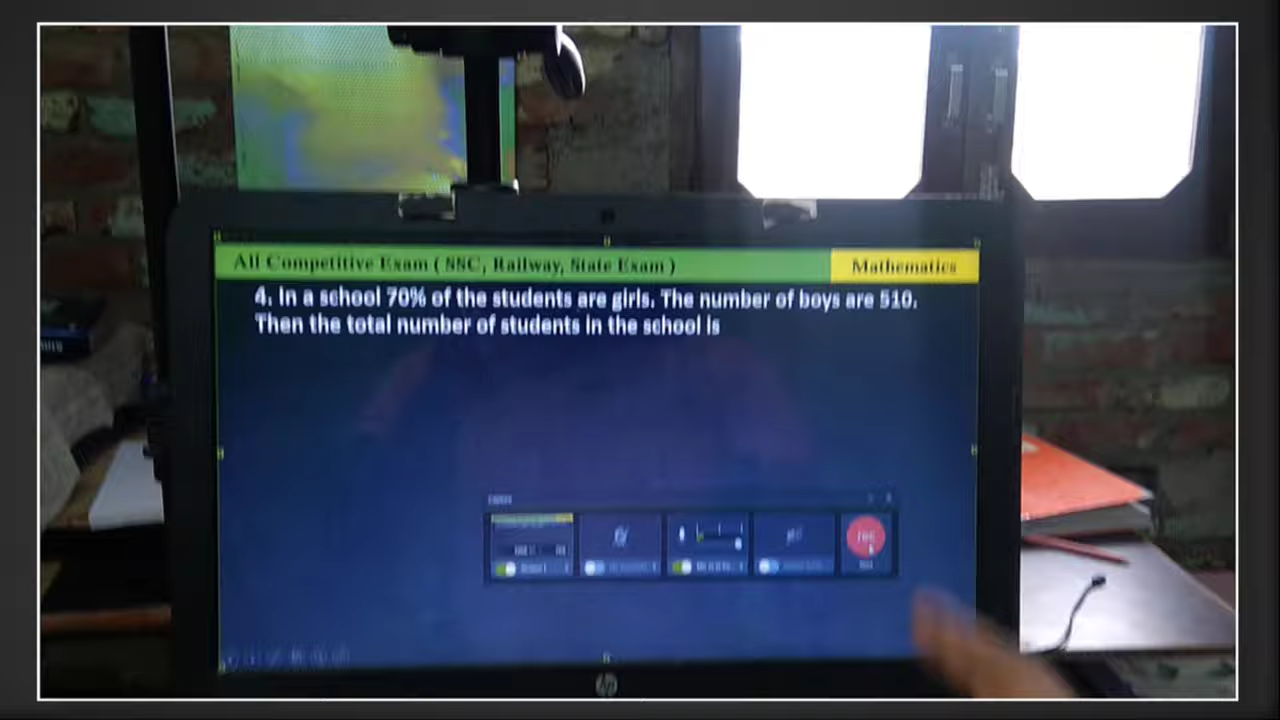 All Competitive Exam ( SSC, Railway, State Exam )
Mathematics
4. In a school 70% of the students are girls. The number of boys are 510.
Then the total number of students in the school is
hp